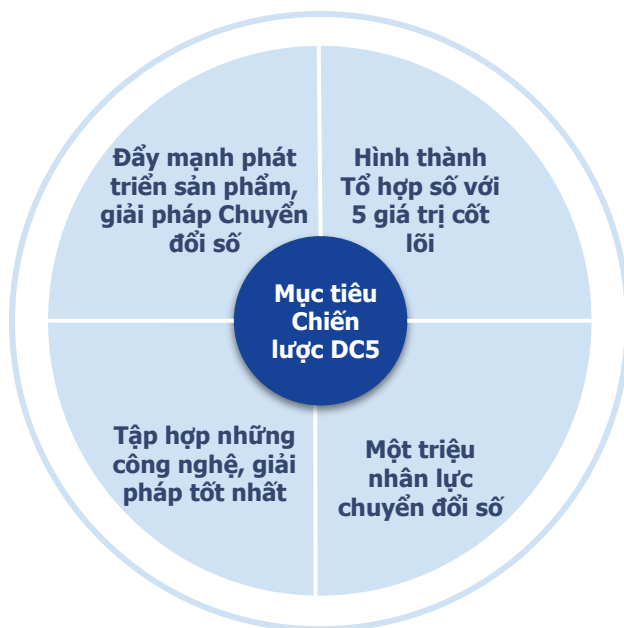 Đẩy mạnh phát
triển sản phẩm,
giải pháp Chuyển
đổi số
Hình thành
Tổ hợp số với
5 giá trị cốt
lõi
Mục tiêu
Chiến
lược DC5
Tập hợp những
công nghệ, giải
pháp tốt nhất
Một triệu
nhân lực
chuyển đổi số